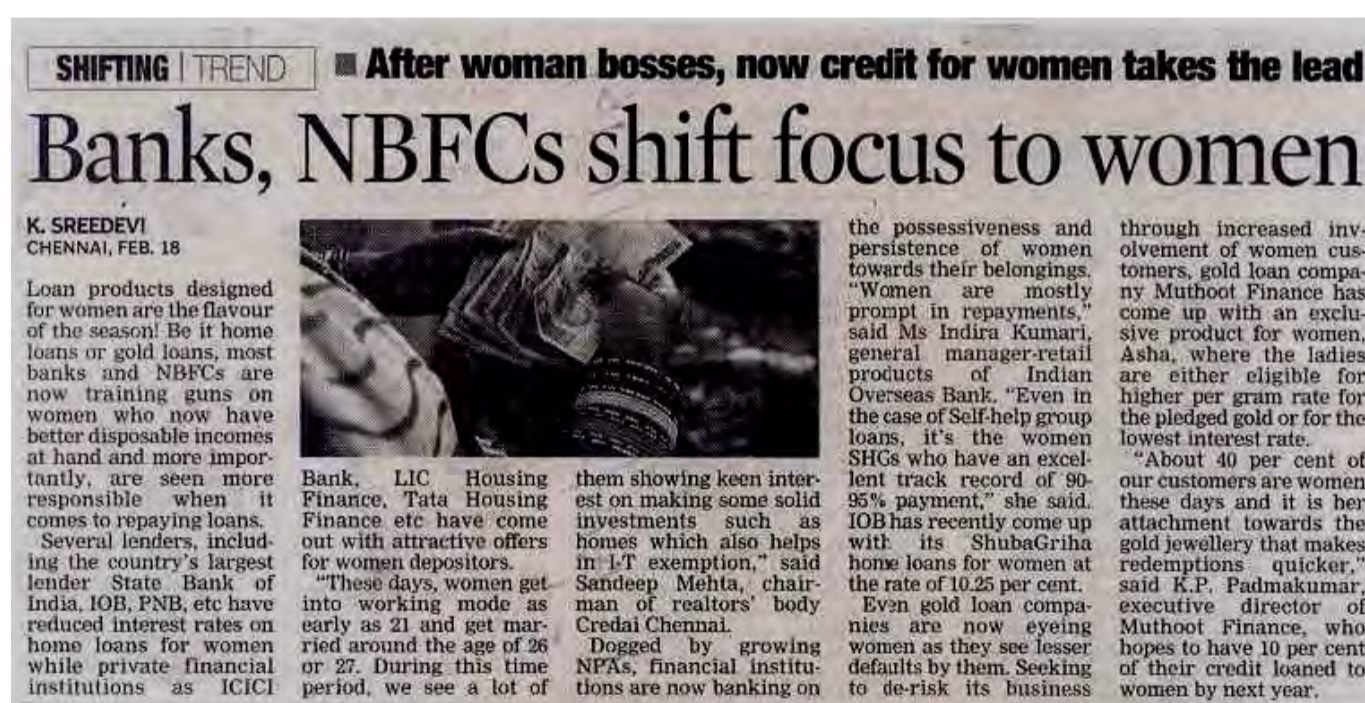 SHIFTING | TREND ■ After woman bosses, now credit for women takes the lead
Banks, NBFCs shift focus to women
K. SREEDEVI
CHENNAI, FEB. 18
Loan products designed
for women are the flavour
of the season! Be it home
loans or gold loans, most
banks and NBFCs are
now training guns on
women who now have
better disposable incomes
at hand and more impor-
tantly, are seen more
responsible when it
comes to repaying loans.
Several lenders, includ-
ing the country's largest
lender State Bank of
India, IOB, PNB, etc have
reduced interest rates on
home loans for women
while private financial
institutions as ICICI
Bank, LIC Housing
Finance, Tata Housing
Finance etc have come
out with attractive offers
for women depositors.
"These days, women get
into working mode as
early as 21 and get mar-
ried around the age of 26
or 27. During this time
period, we see a lot of
them showing keen inter-
est on making some solid
investments such as
homes which also helps
in I-T exemption," said
Sandeep Mehta, chair-
man of realtors' body
Credai Chennai.
Dogged by growing
NPAs, financial institu-
tions are now banking on
the possessiveness and
persistence of women
towards their belongings.
"Women are mostly
prompt in repayments,"
said Ms Indira Kumari,
general manager-retail
products of Indian
Overseas Bank. "Even in
the case of Self-help group
loans, it's the women
SHGs who have an excel-
lent track record of 90-
95% payment," she said.
IOB has recently come up
with its ShubaGriha
home loans for women at
the rate of 10.25 per cent.
Even gold loan compa-
nies are now eyeing
women as they see lesser
defaults by them. Seeking
to de-risk its business
through increased inv-
olvement of women cus-
tomers, gold loan compa-
ny Muthoot Finance has
come up with an exclu-
sive product for women,
Asha, where the ladies
are either eligible for
higher per gram rate for
the pledged gold or for the
lowest interest rate.
"About 40 per cent of
our customers are women
these days and it is her
attachment towards the
gold jewellery that makes
redemptions quicker,"
said K.P. Padmakumar,
executive director of
Muthoot Finance, who
hopes to have 10 per cent
of their credit loaned to
women by next year.